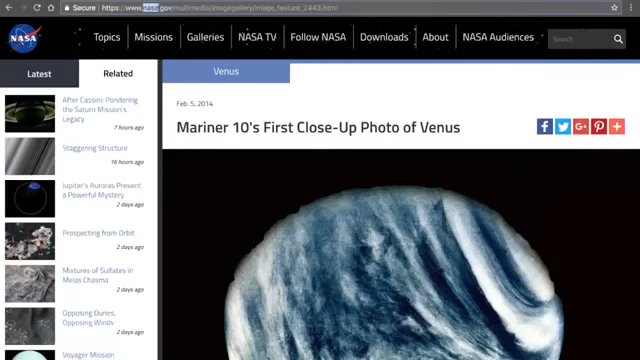 Secure https://www.nasa.gov/multimedia/imagegallery/image_feature_2443.html
NASA
Topics Missions Galleries NASA TV Follow NASA Downloads About NASA Audiences Search
Latest Related
Venus
After Cassini: Pondering
the Saturn Mission's
Legacy
7 hours ago
Staggering Structure
16 hours ago
Jupiter's Auroras Present
a Powerful Mystery
2 days ago
Prospecting from Orbit
2 days ago
Mixtures of Sulfates in
Melas Chasma
2 days ago
Opposing Dunes,
Opposing Winds
2 days ago
Voyager Mission
Feb. 5, 2014
Mariner 10's First Close-Up Photo of Venus